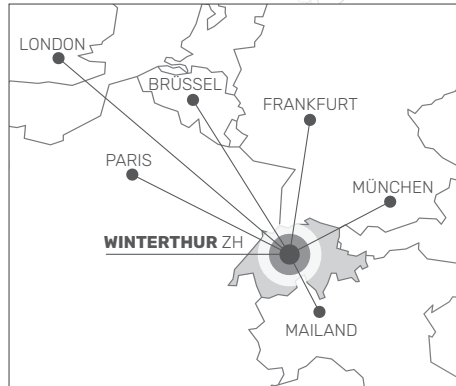 LONDON
BRÜSSEL
FRANKFURT
PARIS
MÜNCHEN
WINTERTHUR ZH
MAILAND